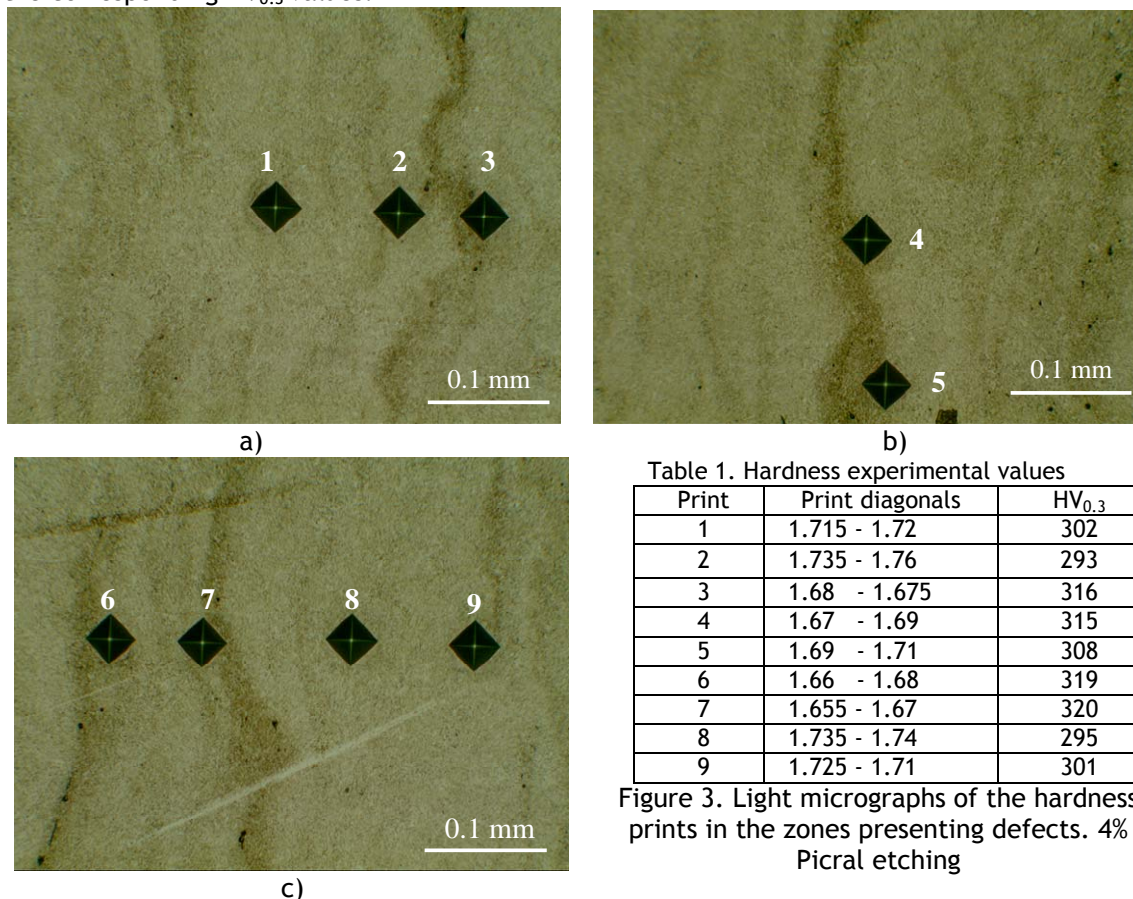 1 2 3
0.1 mm
a)
4
5
0.1 mm
b)
6 7 8 9
0.1 mm
c)
Table 1. Hardness experimental values
Print Print diagonals HV0.3
1 1.715 - 1.72 302
2 1.735 - 1.76 293
3 1.68 - 1.675 316
4 1.67 - 1.69 315
5 1.69 - 1.71 308
6 1.66 - 1.68 319
7 1.655 - 1.67 320
8 1.735 - 1.74 295
9 1.725 - 1.71 301
Figure 3. Light micrographs of the hardness
prints in the zones presenting defects. 4%
Picral etching